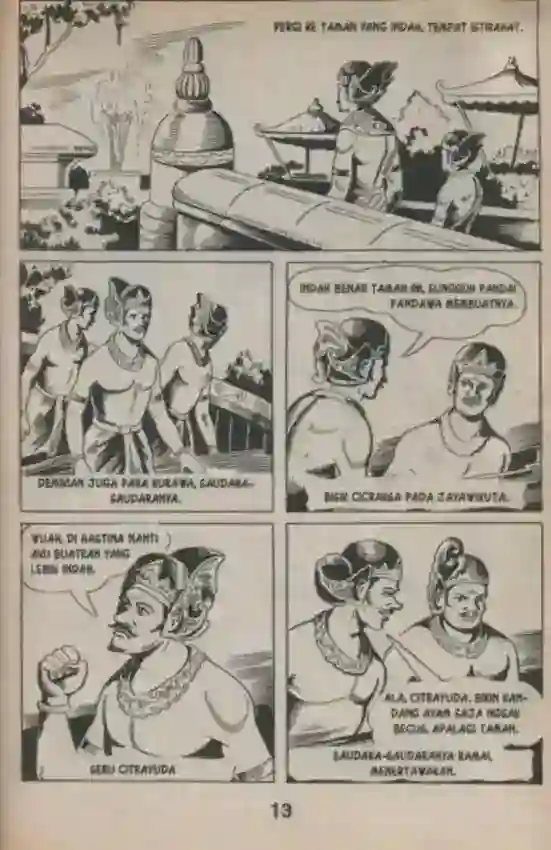 PERGI KE TAMAN YANG INDAH, TEMPAT ISTIRAHAT.
DEMIKIAN JUGA PARA KURAWA, SAUDARA-
SAUDARANYA.
INDAH BENAR TAMAN INI, SUNGGUH PANDAI
PANDAWA MEMBUATNYA.
BISIK CICRANGA PADA JAYAWIKUTA.
WUAH, DI HASTINA NANTI
AKU BUATKAN YANG
LEBIH INDAH.
SERU CITRAYUDA
ALA, CITRAYUDA. BIKIN KAN-
DANG AYAM SAJA NGGAK
BECUS, APALAGI TAMAN.
SAUDARA-SAUDARANYA RAMAI,
MENERTAWAKAN.
13